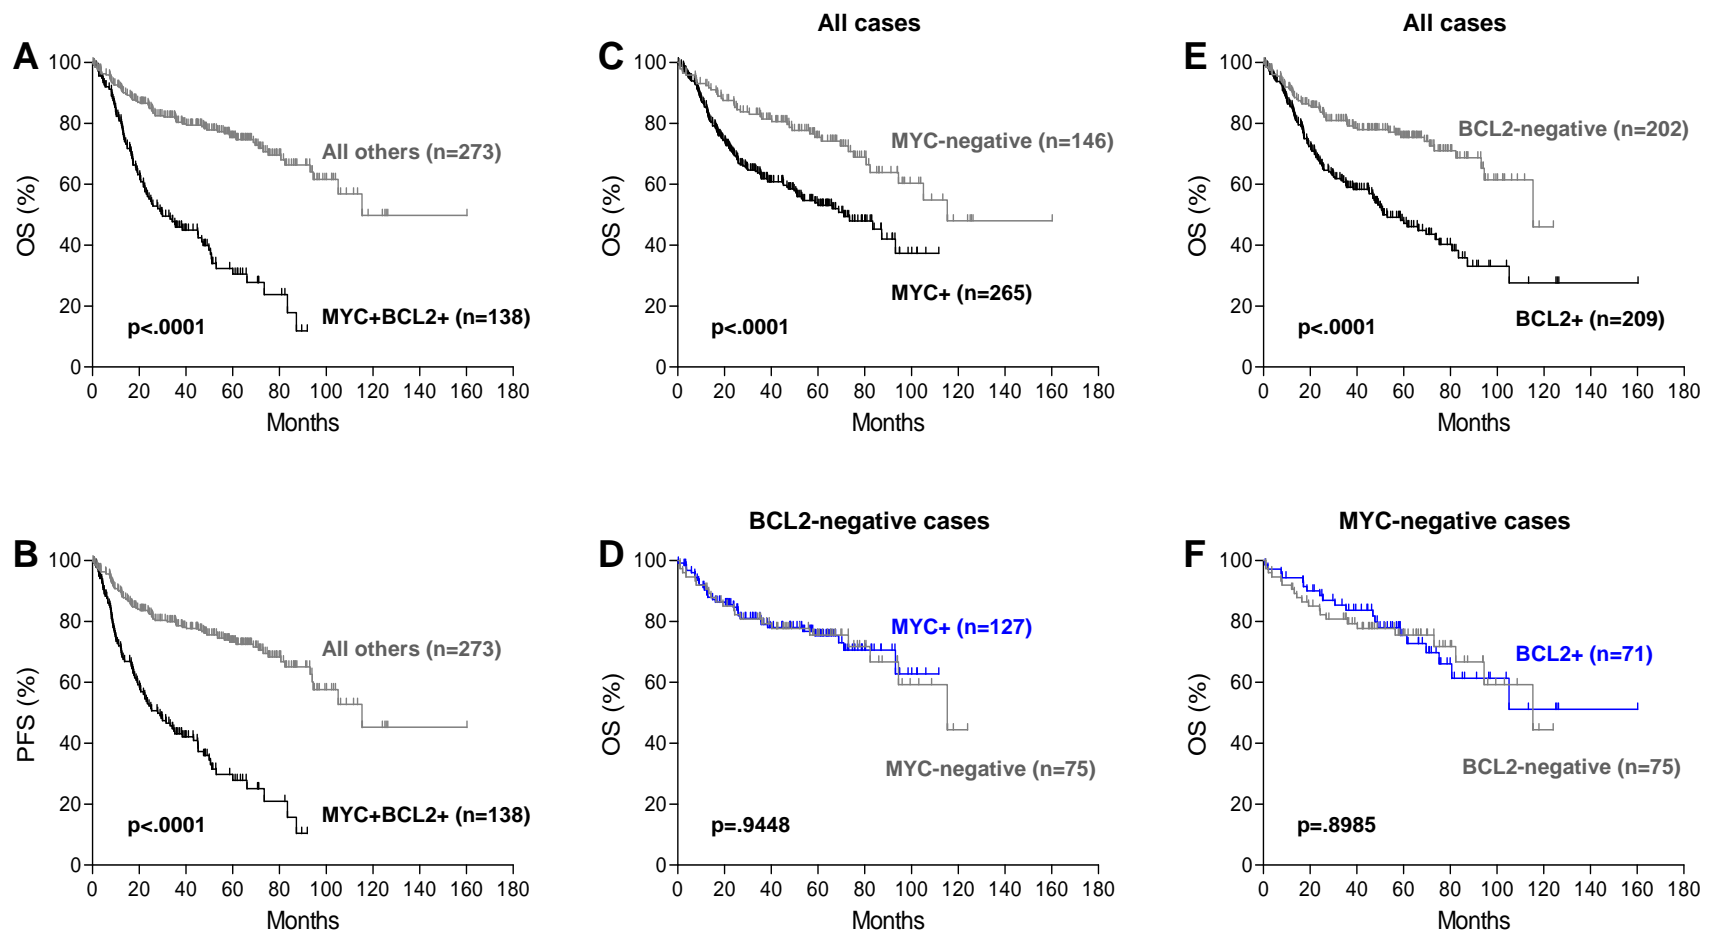 A
OS (%)
100
80
60
40
20
0
All others (n=273)
MYC+BCL2+ (n=138)
p<.0001
0 20 40 60 80 100 120 140 160 180
Months
All cases
C
OS (%)
100
80
60
40
20
0
MYC-negative (n=146)
MYC+ (n=265)
p<.0001
0 20 40 60 80 100 120 140 160 180
Months
All cases
E
OS (%)
100
80
60
40
20
0
BCL2-negative (n=202)
BCL2+ (n=209)
p<.0001
0 20 40 60 80 100 120 140 160 180
Months
B
PFS (%)
100
80
60
40
20
0
All others (n=273)
MYC+BCL2+ (n=138)
p<.0001
0 20 40 60 80 100 120 140 160 180
Months
BCL2-negative cases
D
OS (%)
100
80
60
40
20
0
MYC+ (n=127)
MYC-negative (n=75)
p=.9448
0 20 40 60 80 100 120 140 160 180
Months
MYC-negative cases
F
OS (%)
100
80
60
40
20
0
BCL2+ (n=71)
BCL2-negative (n=75)
p=.8985
0 20 40 60 80 100 120 140 160 180
Months